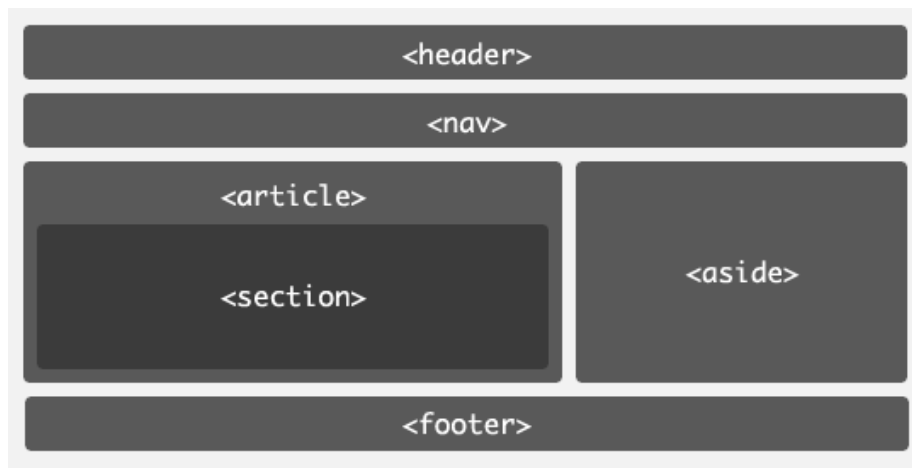 <header>
<nav>
<article>
<section>
<aside>
<footer>